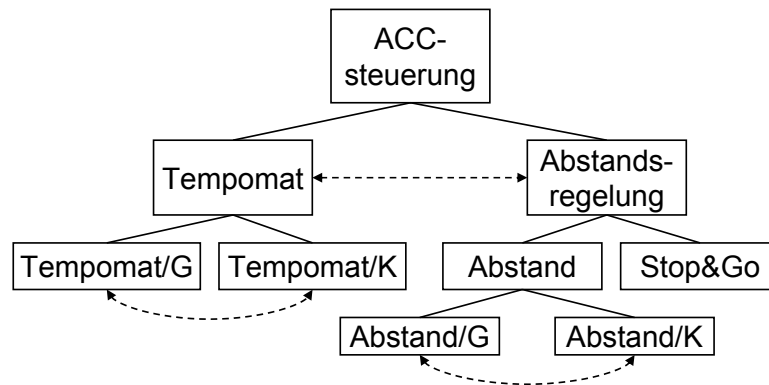 ACC-
steuerung
Tempomat
Abstands-
regelung
Tempomat/G
Tempomat/K
Abstand
Stop&Go
Abstand/G
Abstand/K